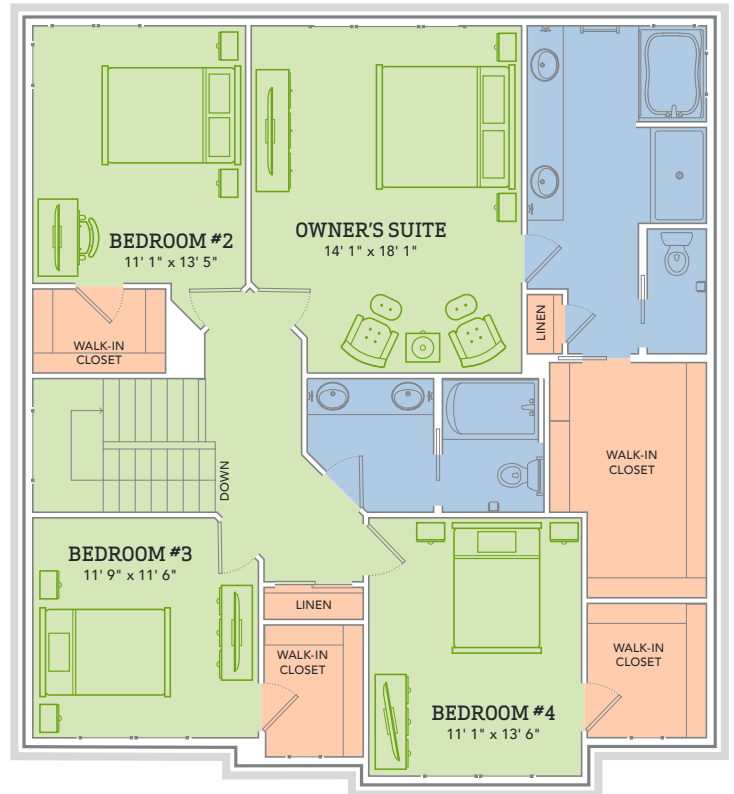 BEDROOM #2
11' 1" x 13' 5"
OWNER'S SUITE
14' 1" x 18' 1"
LINEN
WALK-IN
CLOSET
WALK-IN
CLOSET
DOWN
BEDROOM #3
11' 9" x 11' 6"
LINEN
WALK-IN
CLOSET
WALK-IN
CLOSET
BEDROOM #4
11' 1" x 13' 6"